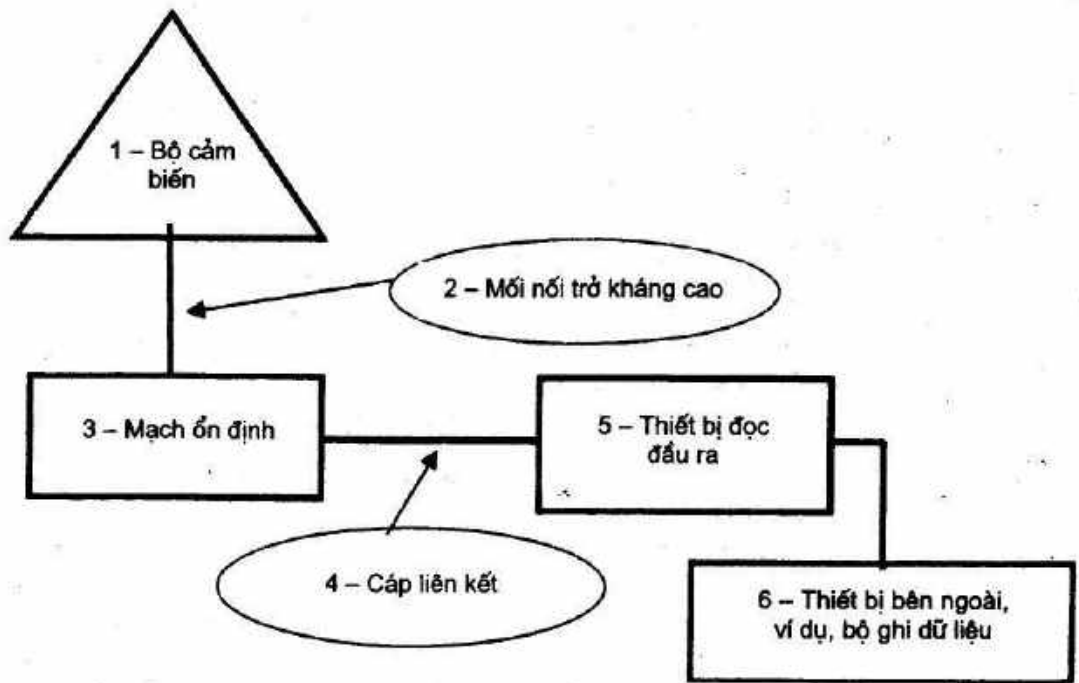 1 – Bộ cảm
biến
2 – Mối nối trở kháng cao
3 – Mạch ổn định
5 – Thiết bị đọc
đầu ra
4 – Cáp liên kết
6 – Thiết bị bên ngoài,
ví dụ, bộ ghi dữ liệu